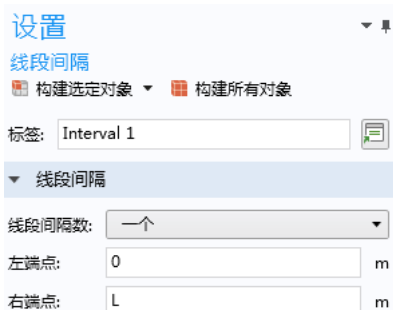 设置
线段间隔
构建选定对象 构建所有对象
标签: Interval 1
线段间隔
线段间隔数: 一个
左端点: 0 m
右端点: L m